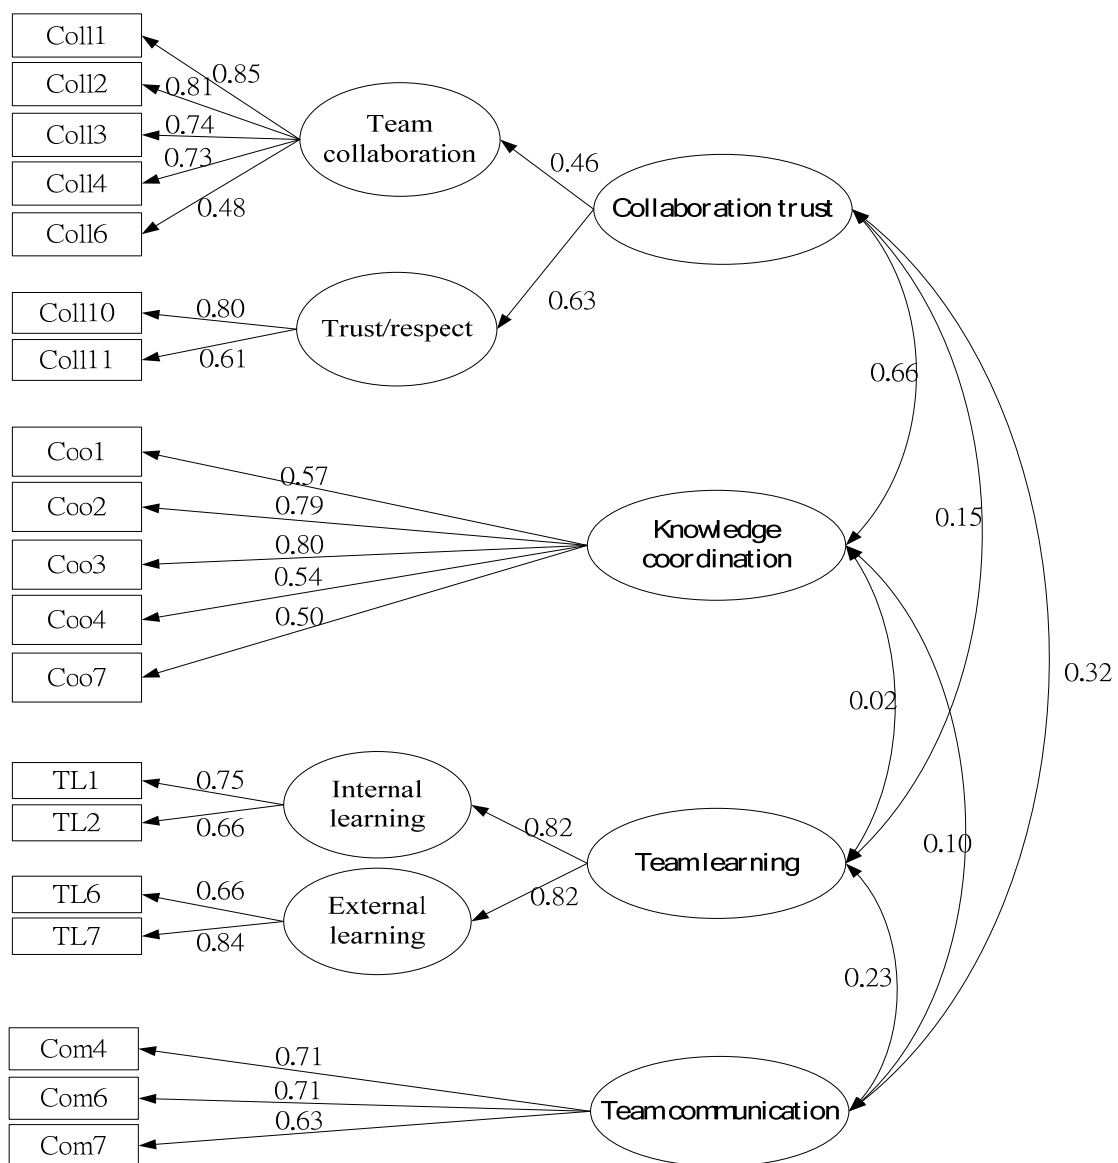 Coll1
Coll2
Coll3
Coll4
Coll6
0.85
0.81
0.74
0.73
0.48
Team
collaboration
0.46
Collaboration trust
0.63
Coll10
Coll11
0.80
0.61
Trust/respect
0.66
0.15
0.32
Coo1
Coo2
Coo3
Coo4
Coo7
0.57
0.79
0.80
0.54
0.50
Knowledge
coordination
0.02
0.10
TL1
TL2
0.75
0.66
Internal
learning
0.82
TL6
TL7
0.66
0.84
External
learning
0.82
Team learning
0.23
Com4
Com6
Com7
0.71
0.71
0.63
Team communication